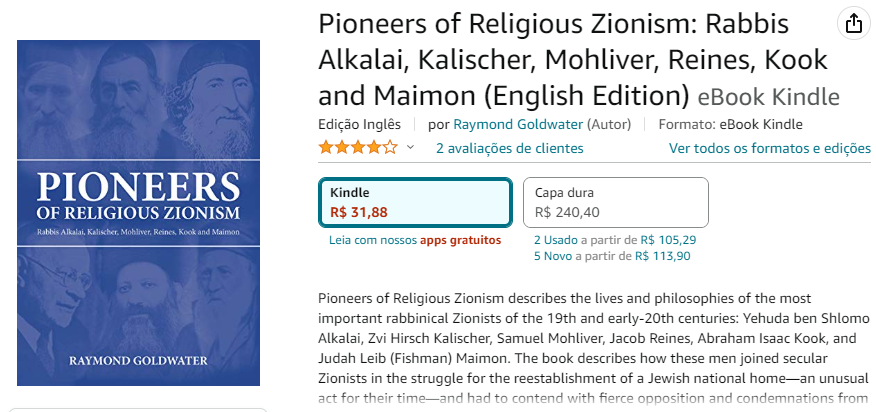 PIONEERS
OF RELIGIOUS ZIONISM
Rabbis Alkalai, Kalischer, Mohliver, Reines, Kook and Maimon
RAYMOND GOLDWATER
Pioneers of Religious Zionism: Rabbis
Alkalai, Kalischer, Mohliver, Reines, Kook
and Maimon (English Edition) eBook Kindle
Edição Inglês por Raymond Goldwater (Autor) Formato: eBook Kindle
2 avaliações de clientes Ver todos os formatos e edições
Kindle
R$ 31,88
Leia com nossos apps gratuitos
Capa dura
R$ 240,40
2 Usado a partir de R$ 105,29
5 Novo a partir de R$ 113,90
Pioneers of Religious Zionism describes the lives and philosophies of the most
important rabbinical Zionists of the 19th and early-20th centuries: Yehuda ben Shlomo
Alkalai, Zvi Hirsch Kalischer, Samuel Mohliver, Jacob Reines, Abraham Isaac Kook, and
Judah Leib (Fishman) Maimon. The book describes how these men joined secular
Zionists in the struggle for the reestablishment of a Jewish national home—an unusual
act for their time—and had to contend with fierce opposition and condemnations from